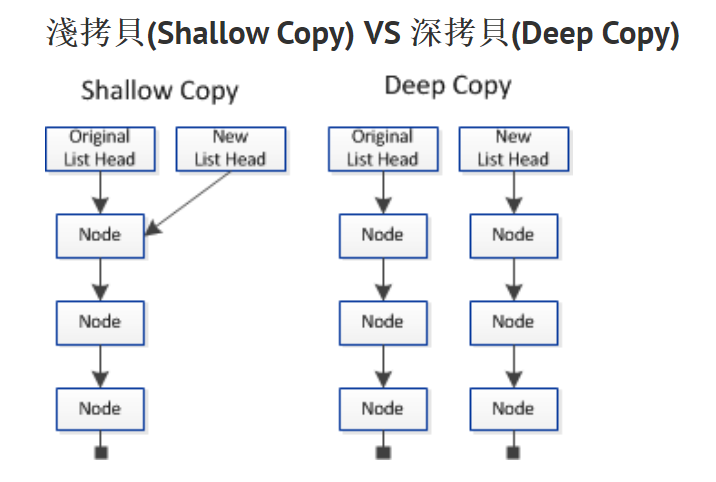 淺拷貝(Shallow Copy) VS 深拷貝(Deep Copy)
Shallow Copy
Original
List Head
New
List Head
Node
Node
Node
Deep Copy
Original
List Head
New
List Head
Node
Node
Node
Node
Node
Node